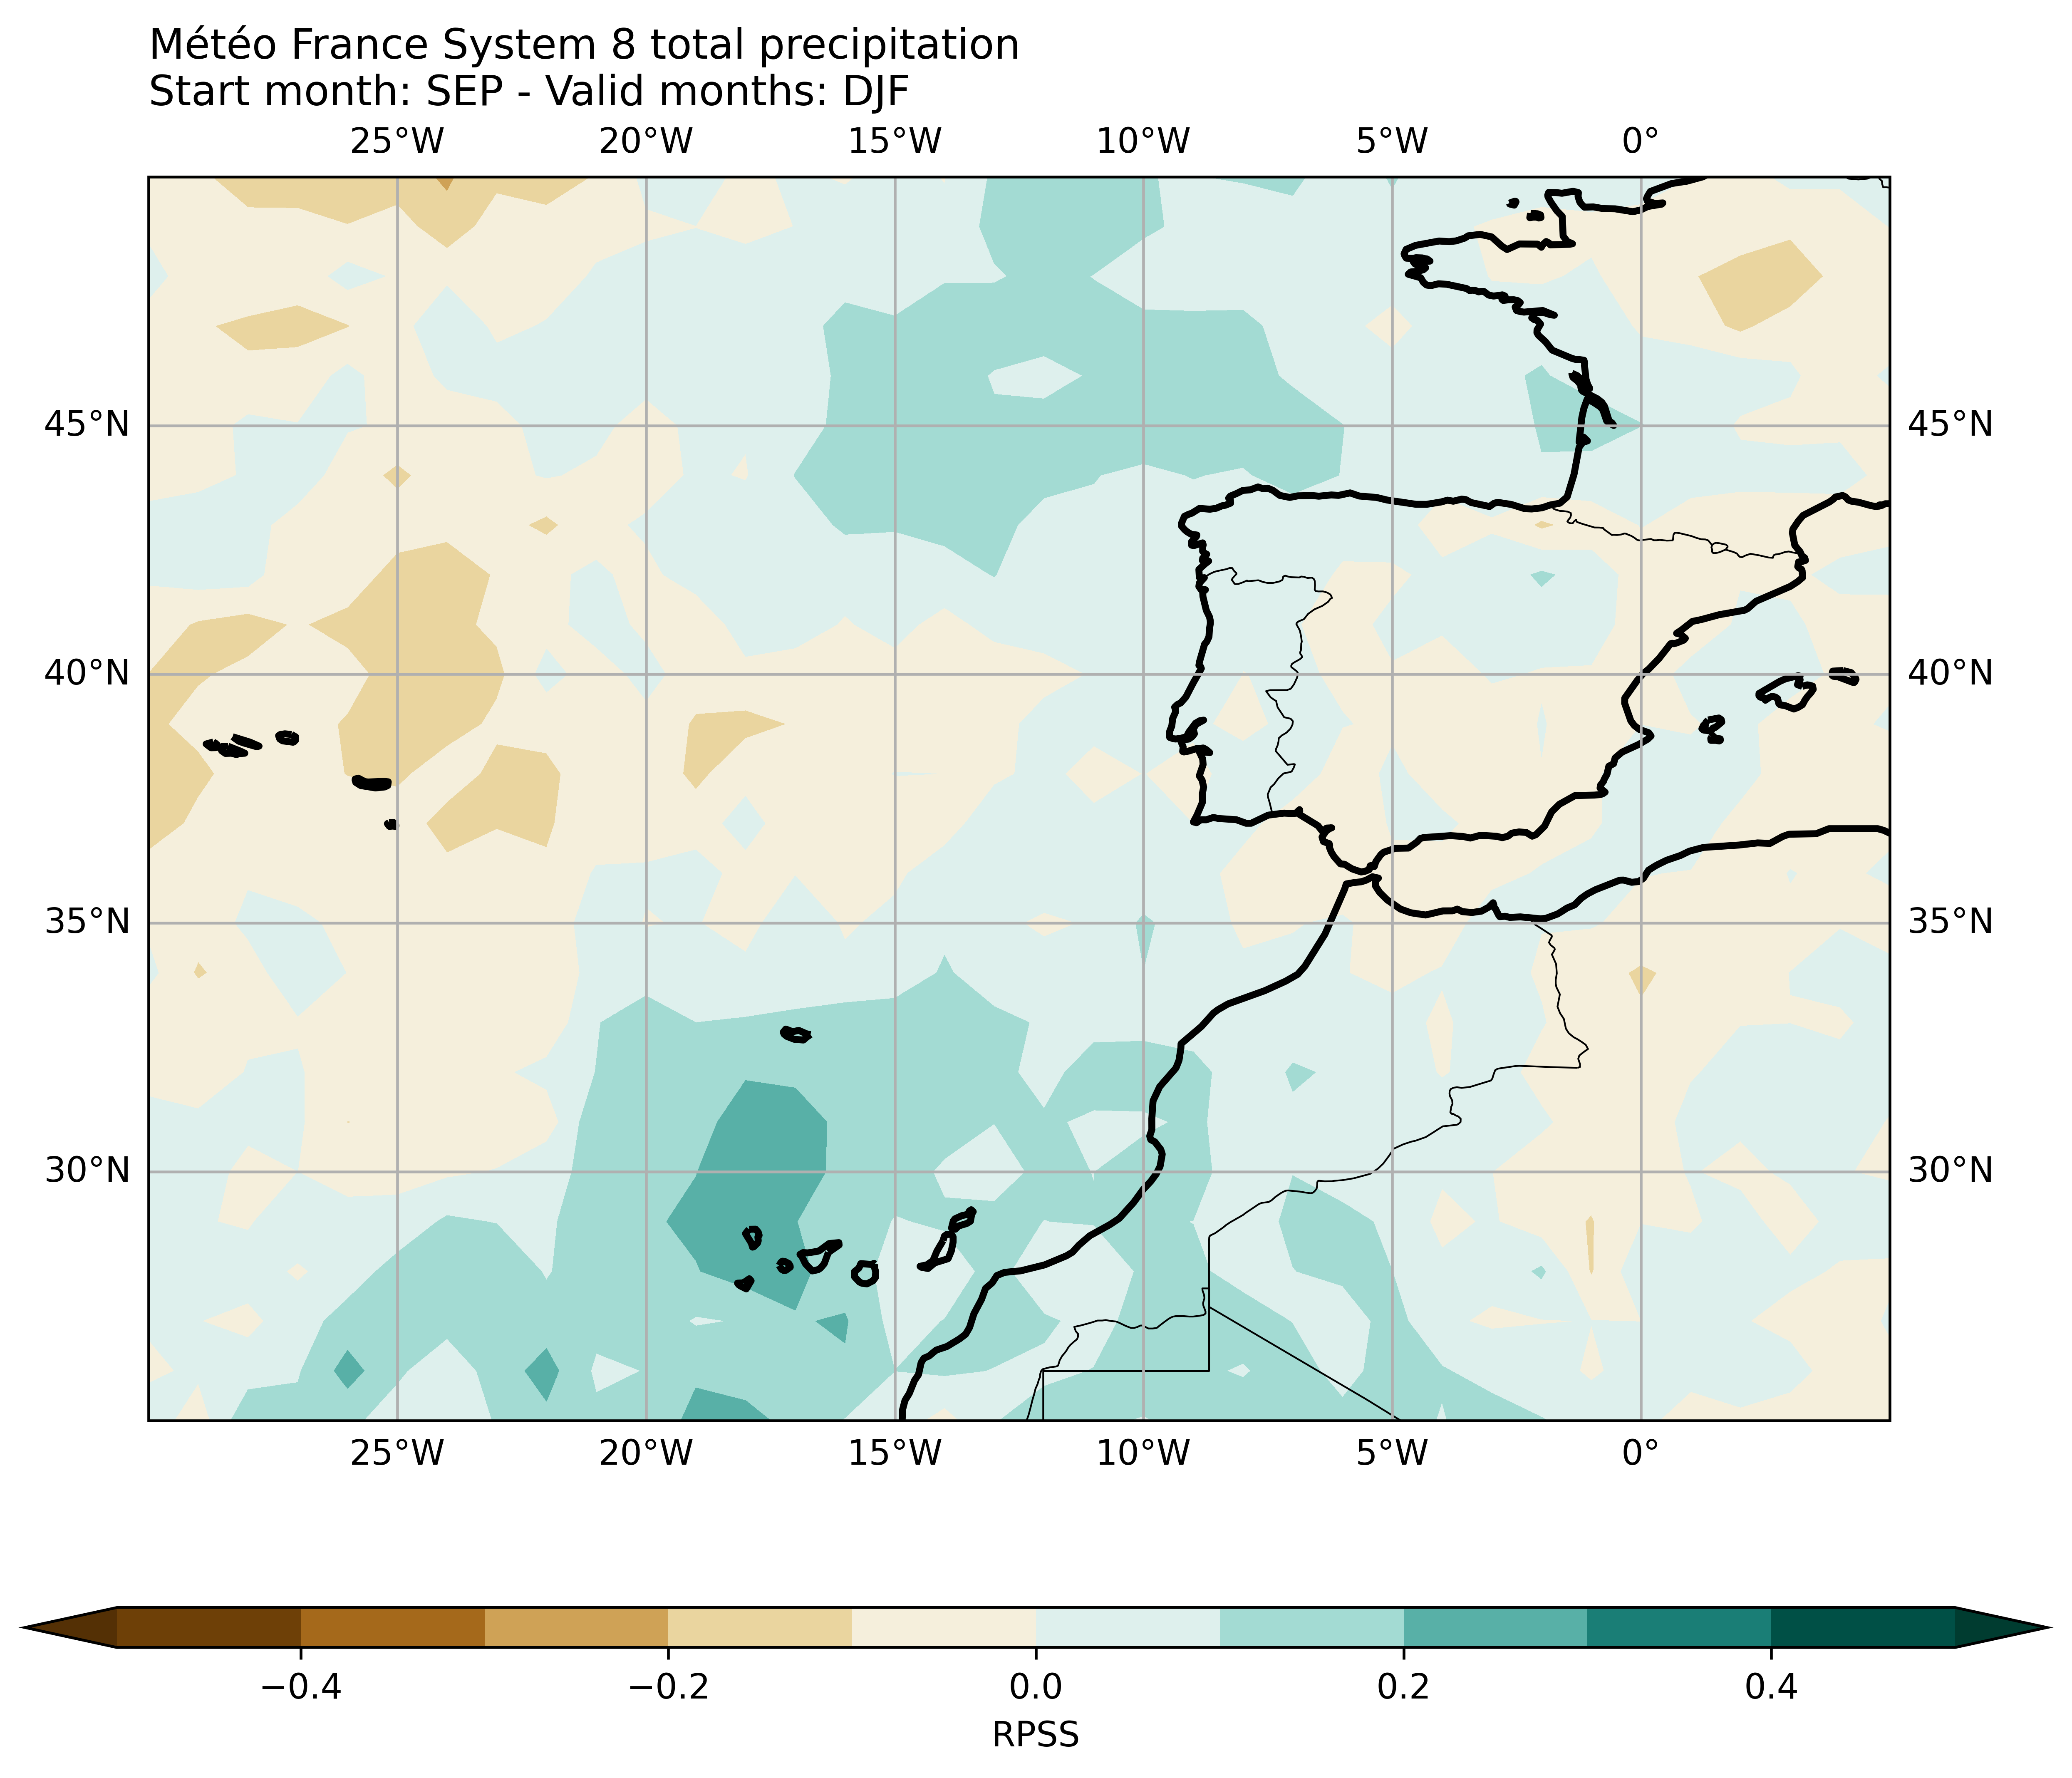 Météo France System 8 total precipitation
Start month: SEP - Valid months: DJF
25°W 20°W 15°W 10°W 5°W 0°
45°N 45°N
40°N 40°N
35°N 35°N
30°N 30°N
25°W 20°W 15°W 10°W 5°W 0°
−0.4 −0.2 0.0 0.2 0.4
RPSS